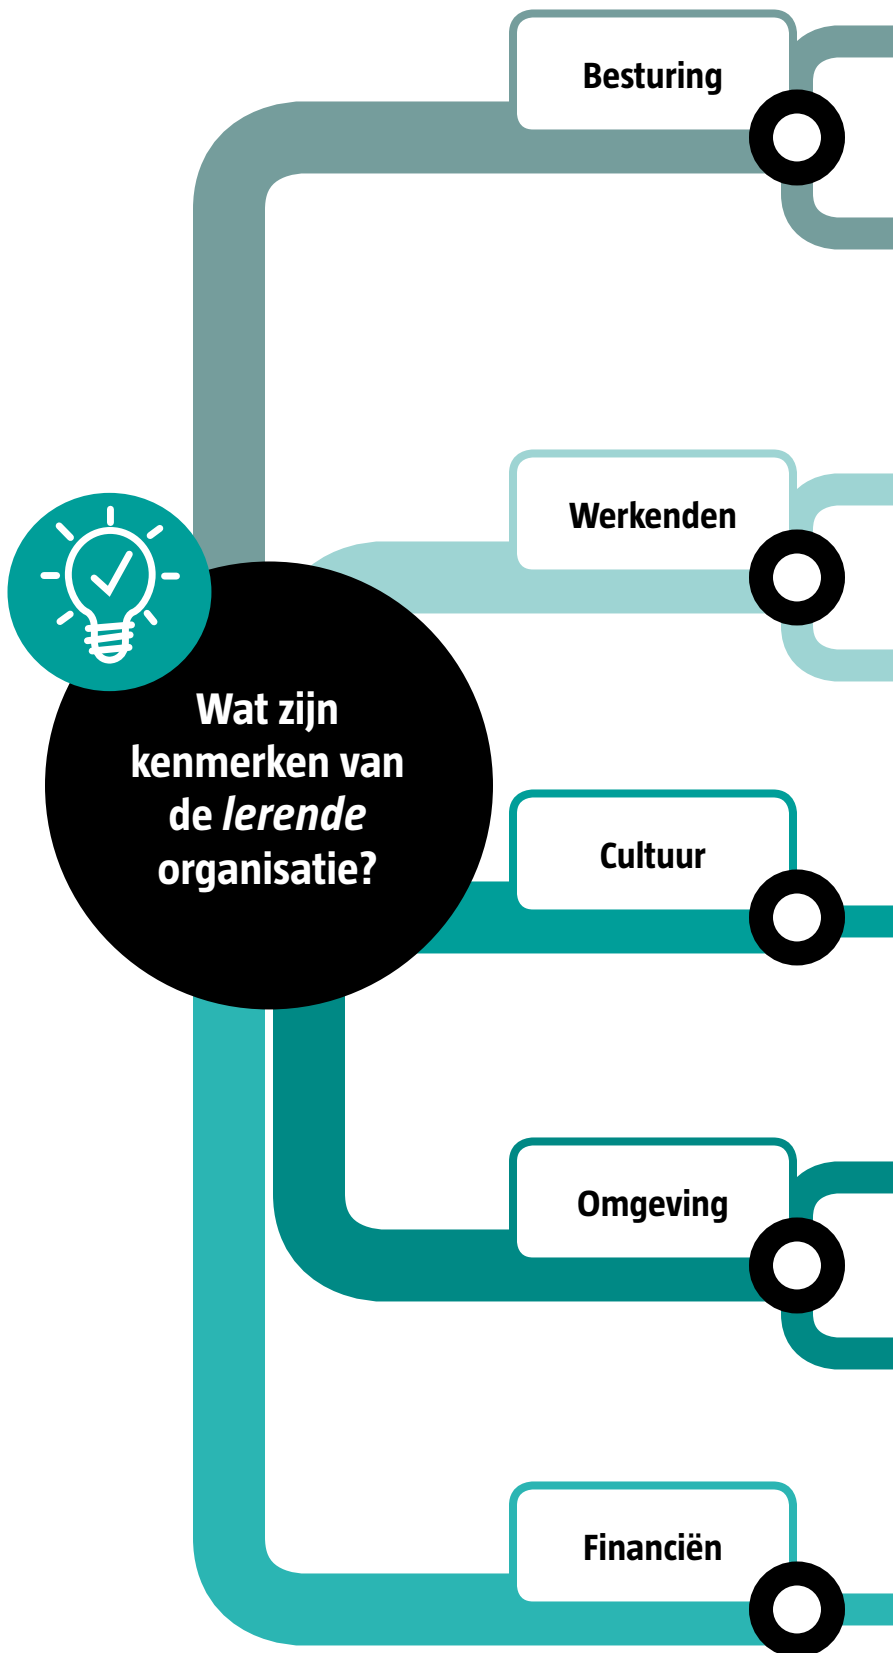 Besturing
Werkenden
Wat zijn
kenmerken van
de lerende
organisatie?
Cultuur
Omgeving
Financiën